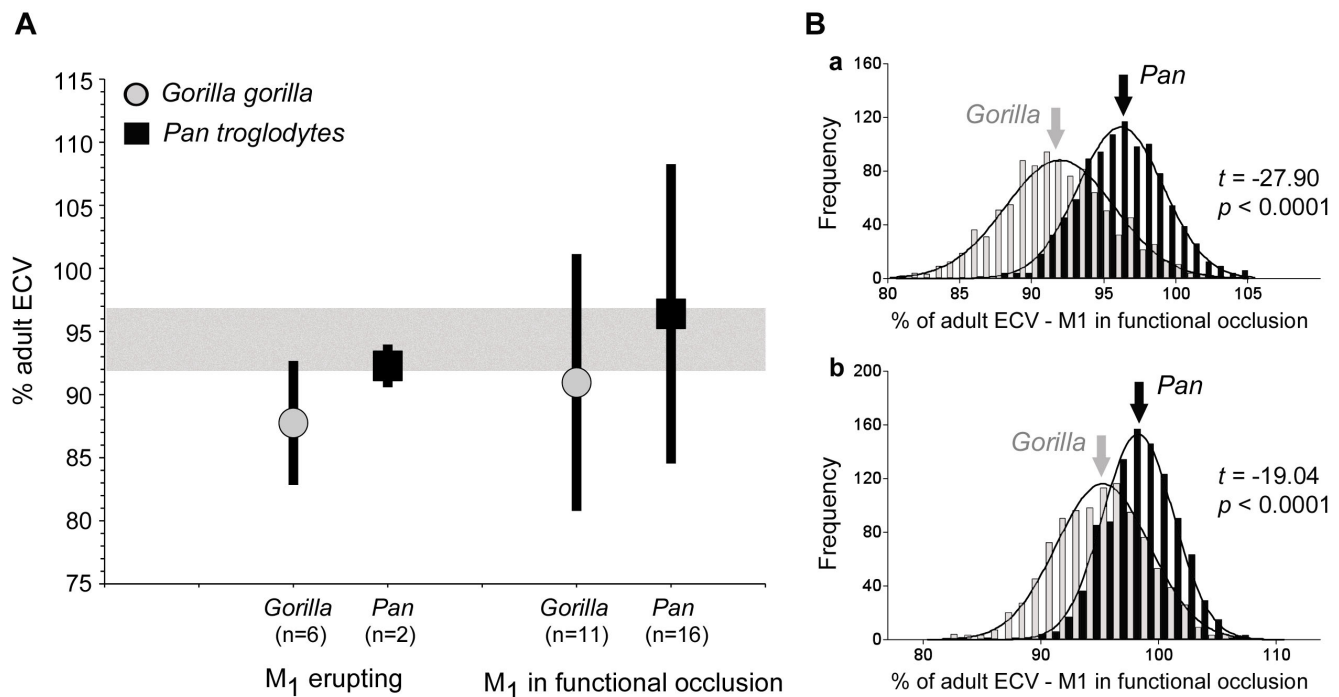 A
115
110
105
100
95
90
85
80
75
% adult ECV
Gorilla gorilla
Pan troglodytes
Gorilla
(n=6)
Pan
(n=2)
Gorilla
(n=11)
Pan
(n=16)
M1 erupting
M1 in functional occlusion
B
a
160
120
80
40
0
Frequency
Gorilla
Pan
t = -27.90
p < 0.0001
80 85 90 95 100 105
% of adult ECV - M1 in functional occlusion
b
200
160
120
80
40
0
Frequency
Gorilla
Pan
t = -19.04
p < 0.0001
80 90 100 110
% of adult ECV - M1 in functional occlusion